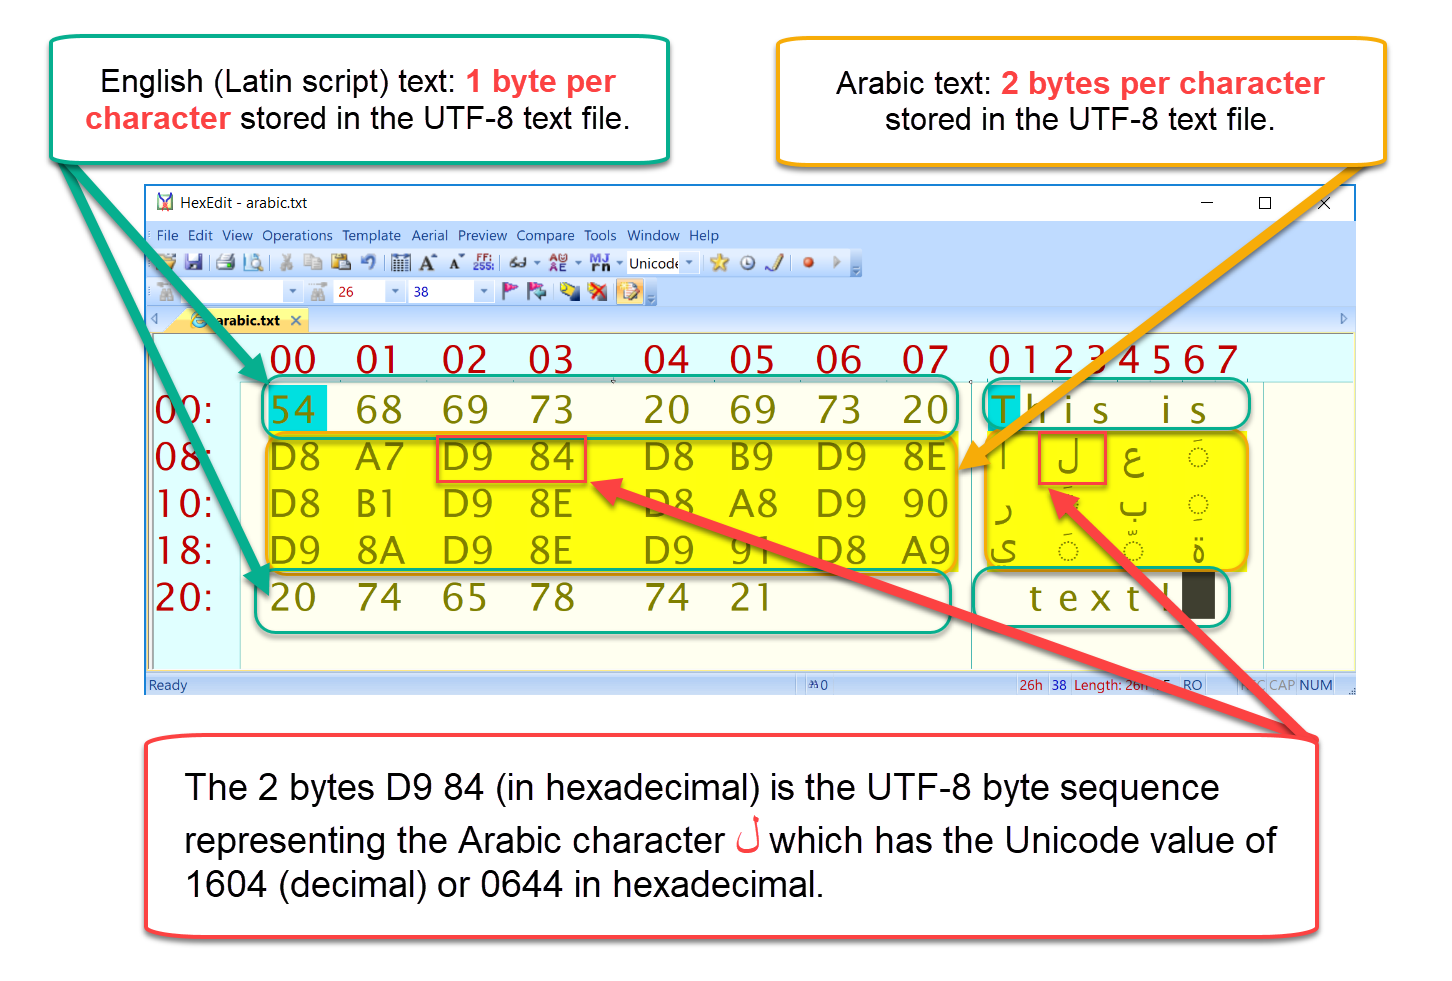 English (Latin script) text: 1 byte per
character stored in the UTF-8 text file.
Arabic text: 2 bytes per character
stored in the UTF-8 text file.
HexEdit - arabic.txt
File Edit View Operations Template Aerial Preview Compare Tools Window Help
FF: 255: Unicode
26 38
arabic.txt
00 01 02 03 04 05 06 07 0 1 2 3 4 5 6 7
00: 54 68 69 73 20 69 73 20 This is
08: D8 A7 D9 84 D8 B9 D9 8E ا ل ع َ
10: D8 B1 D9 8E D8 A8 D9 90 ر َ ب ِ
18: D9 8A D9 8E D9 91 D8 A9 ي َ ّ ة
20: 20 74 65 78 74 21 text!
Ready 0 26h 38 Length: 26h RO CAP NUM
The 2 bytes D9 84 (in hexadecimal) is the UTF-8 byte sequence
representing the Arabic character ل which has the Unicode value of
1604 (decimal) or 0644 in hexadecimal.